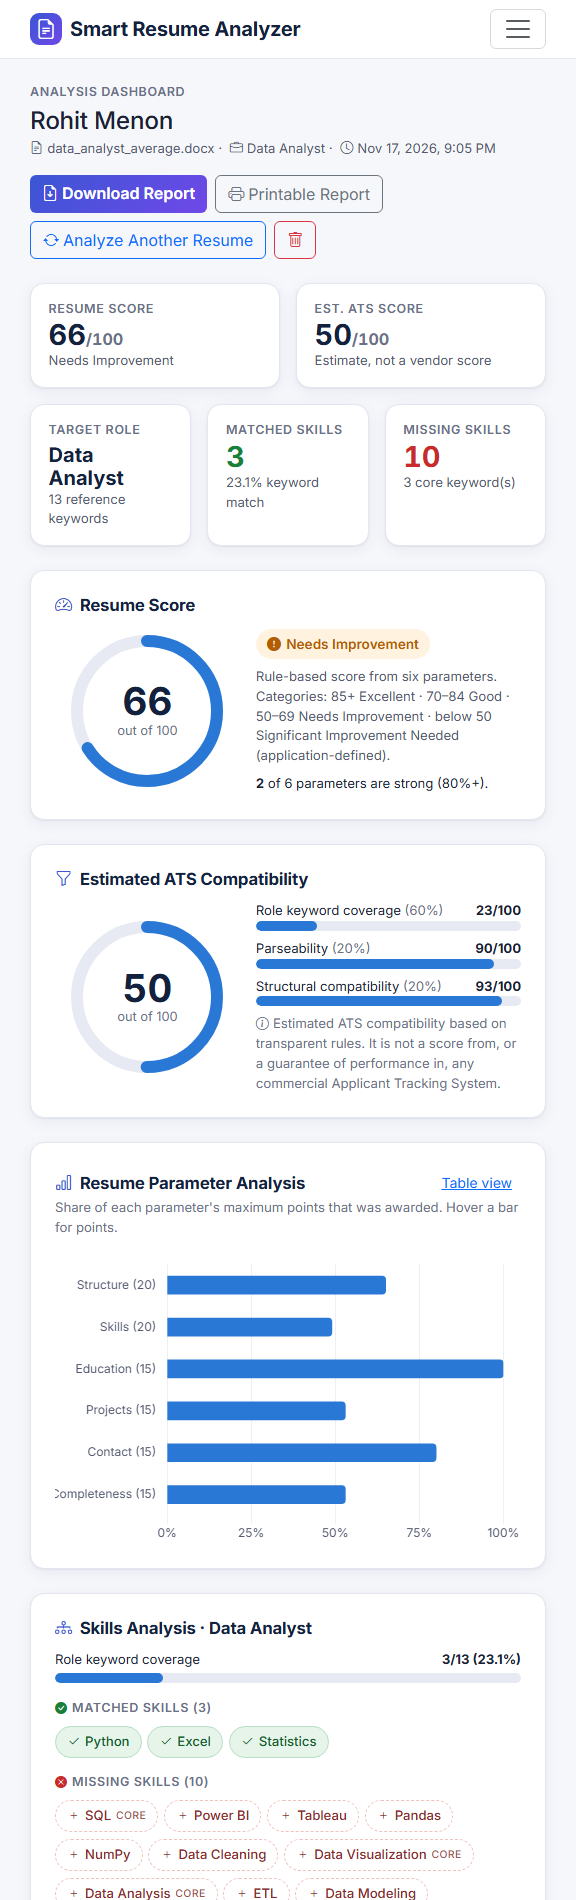 Smart Resume Analyzer
ANALYSIS DASHBOARD
Rohit Menon
data_analyst_average.docx · Data Analyst · Nov 17, 2026, 9:05 PM
Download Report
Printable Report
Analyze Another Resume
RESUME SCORE
66/100
Needs Improvement
EST. ATS SCORE
50/100
Estimate, not a vendor score
TARGET ROLE
Data
Analyst
13 reference
keywords
MATCHED SKILLS
3
23.1% keyword
match
MISSING SKILLS
10
3 core keyword(s)
Resume Score
66
out of 100
Needs Improvement
Rule-based score from six parameters.
Categories: 85+ Excellent · 70–84 Good ·
50–69 Needs Improvement · below 50
Significant Improvement Needed
(application-defined).
2 of 6 parameters are strong (80%+).
Estimated ATS Compatibility
50
out of 100
Role keyword coverage (60%) 23/100
Parseability (20%) 90/100
Structural compatibility (20%) 93/100
Estimated ATS compatibility based on
transparent rules. It is not a score from, or
a guarantee of performance in, any
commercial Applicant Tracking System.
Resume Parameter Analysis
Table view
Share of each parameter's maximum points that was awarded. Hover a bar
for points.
Structure (20)
Skills (20)
Education (15)
Projects (15)
Contact (15)
Completeness (15)
0% 25% 50% 75% 100%
Skills Analysis · Data Analyst
Role keyword coverage 3/13 (23.1%)
MATCHED SKILLS (3)
Python Excel Statistics
MISSING SKILLS (10)
+ SQL CORE + Power BI + Tableau + Pandas
+ NumPy + Data Cleaning + Data Visualization CORE
+ Data Analysis CORE + ETL + Data Modeling